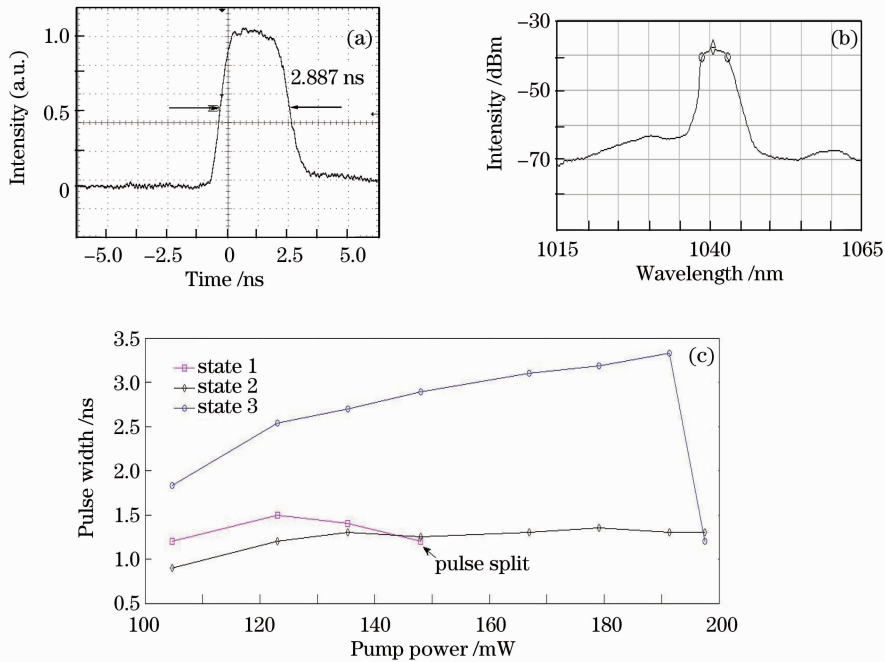 (a)
Intensity (a.u.)
1.0
0.5
0
2.887 ns
−5.0
−2.5
0
2.5
5.0
Time /ns
(b)
Intensity /dBm
−30
−50
−70
1015
1040
1065
Wavelength /nm
(c)
Pulse width /ns
3.5
3.0
2.5
2.0
1.5
1.0
0.5
state 1
state 2
state 3
pulse split
100
120
140
160
180
200
Pump power /mW